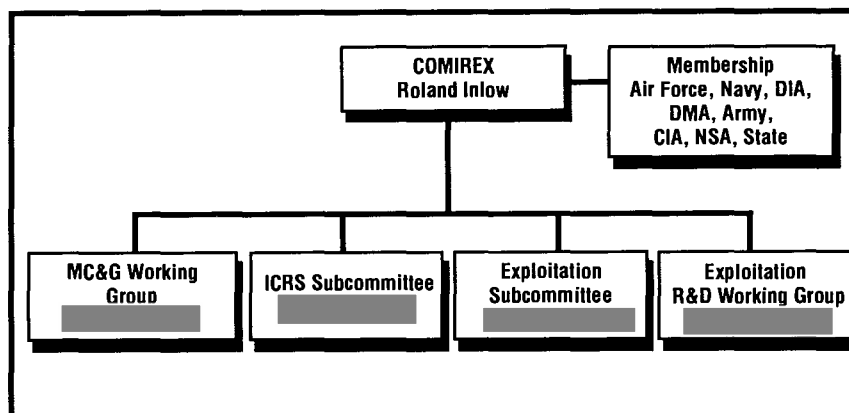 COMIREX
Roland Inlow
Membership
Air Force, Navy, DIA,
DMA, Army,
CIA, NSA, State
MC&G Working
Group
ICRS Subcommittee
Exploitation
Subcommittee
Exploitation
R&D Working Group